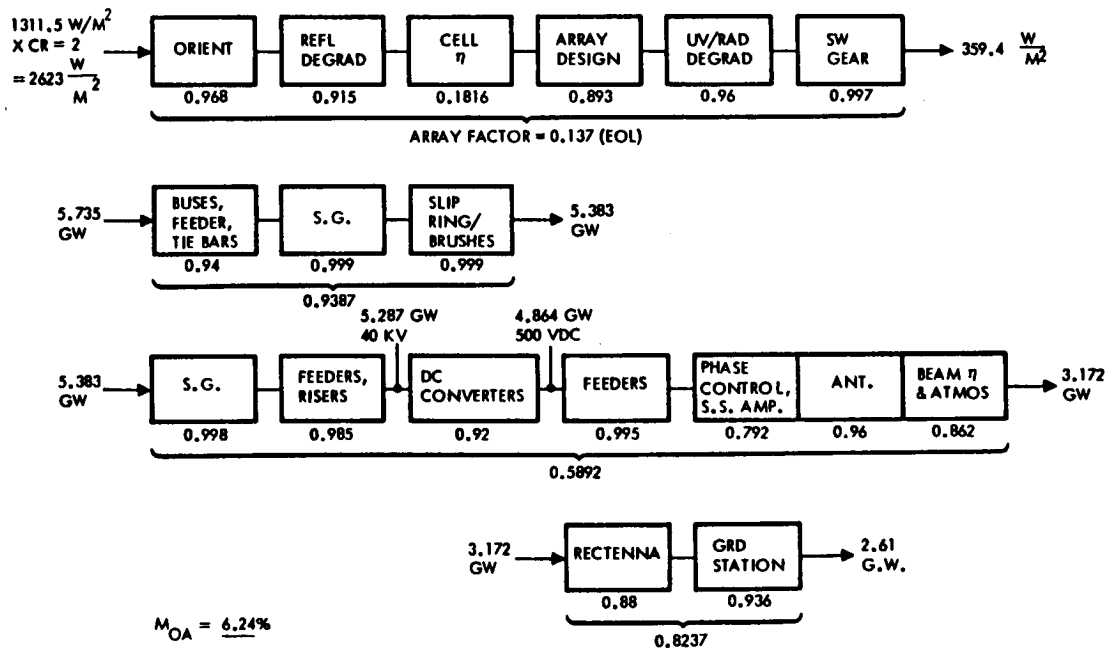 1311.5 W/M²
X CR = 2
= 2623 W/M²
ORIENT
0.968
REFL
DEGRAD
0.915
CELL
η
0.1816
ARRAY
DESIGN
0.893
UV/RAD
DEGRAD
0.96
SW
GEAR
0.997
359.4 W/M²
ARRAY FACTOR = 0.137 (EOL)
5.735
GW
BUSES,
FEEDER,
TIE BARS
0.94
S.G.
0.999
SLIP
RING/
BRUSHES
0.999
5.383
GW
0.9387
5.287 GW
40 KV
4.864 GW
500 VDC
5.383
GW
S.G.
0.998
FEEDERS,
RISERS
0.985
DC
CONVERTERS
0.92
FEEDERS
0.995
PHASE
CONTROL,
S.S. AMP.
0.792
ANT.
0.96
BEAM η
& ATMOS
0.862
3.172
GW
0.5892
3.172
GW
RECTENNA
0.88
GRD
STATION
0.936
2.61
G.W.
0.8237
M_OA = 6.24%